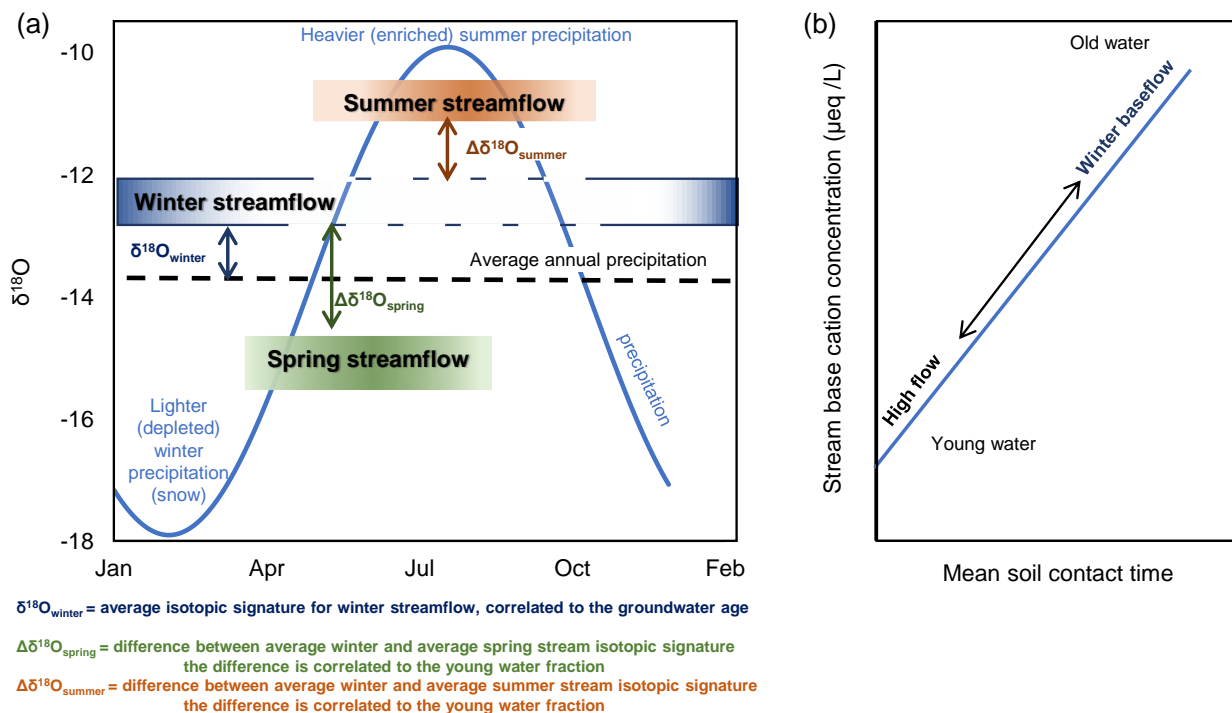 (a)
Heavier (enriched) summer precipitation
-10
Summer streamflow
Δδ¹⁸Osummer
-12
Winter streamflow
δ¹⁸Owinter
Average annual precipitation
δ¹⁸O
-14
Δδ¹⁸Ospring
Spring streamflow
precipitation
-16
Lighter
(depleted)
winter
precipitation
(snow)
-18
Jan
Apr
Jul
Oct
Feb
δ¹⁸Owinter = average isotopic signature for winter streamflow, correlated to the groundwater age
Δδ¹⁸Ospring = difference between average winter and average spring stream isotopic signature
the difference is correlated to the young water fraction
Δδ¹⁸Osummer = difference between average winter and average summer stream isotopic signature
the difference is correlated to the young water fraction
(b)
Old water
Winter baseflow
High flow
Young water
Stream base cation concentration (µeq /L)
Mean soil contact time